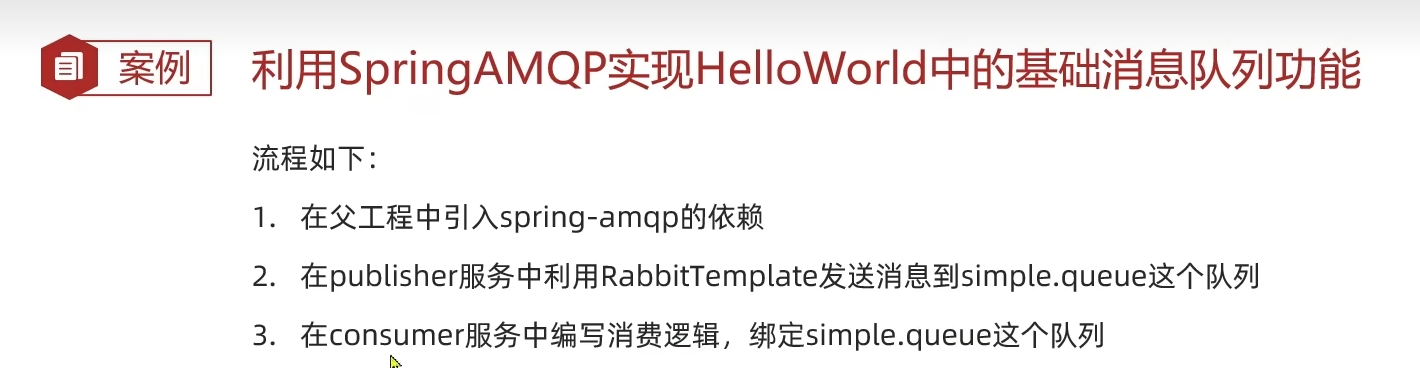 案例
利用SpringAMQP实现HelloWorld中的基础消息队列功能
流程如下：
1. 在父工程中引入spring-amqp的依赖
2. 在publisher服务中利用RabbitTemplate发送消息到simple.queue这个队列
3. 在consumer服务中编写消费逻辑，绑定simple.queue这个队列